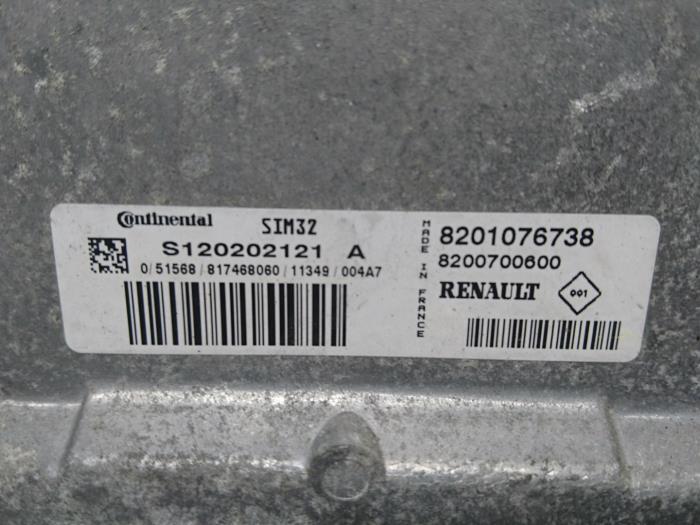 Continental SIM32
S120202121 A
0/51568/817468060/11349/004A7
MADE IN FRANCE
8201076738
8200700600
RENAULT 001